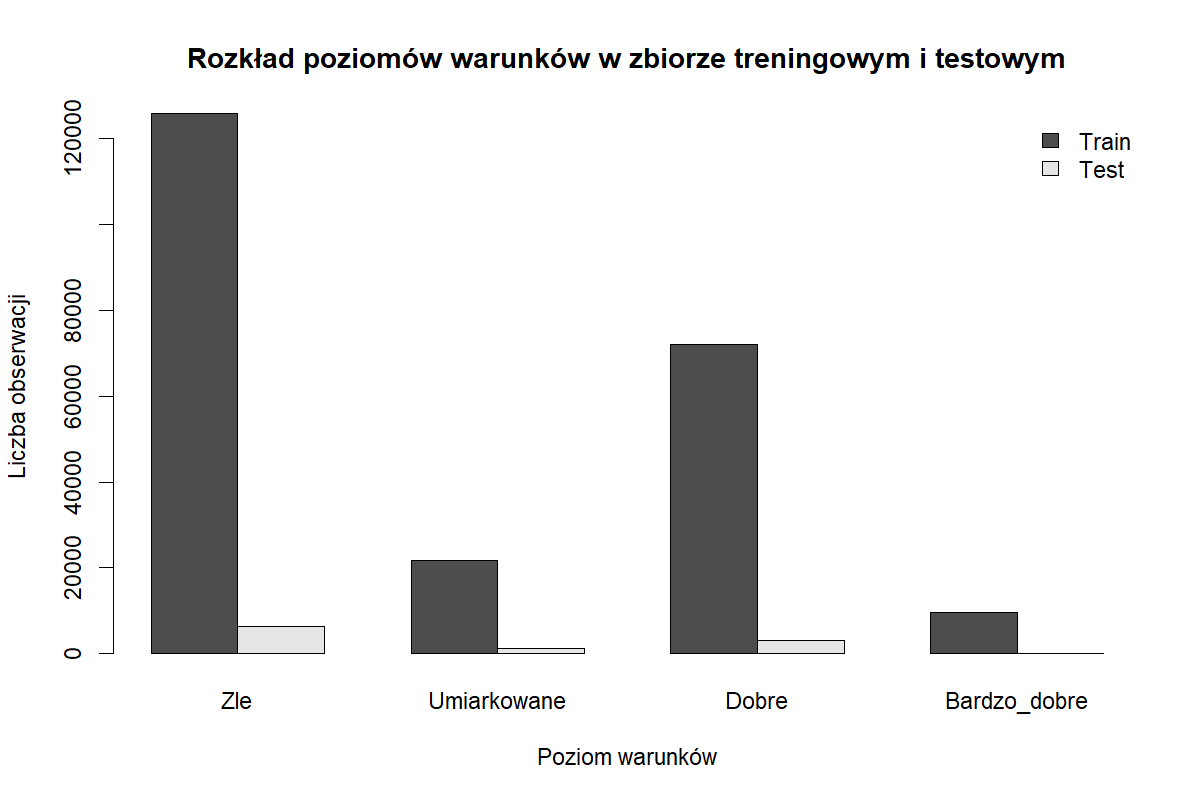 Rozkład poziomów warunków w zbiorze treningowym i testowym
Train
Test
Liczba obserwacji
120000
80000
60000
40000
20000
0
Zle
Umiarkowane
Dobre
Bardzo_dobre
Poziom warunków